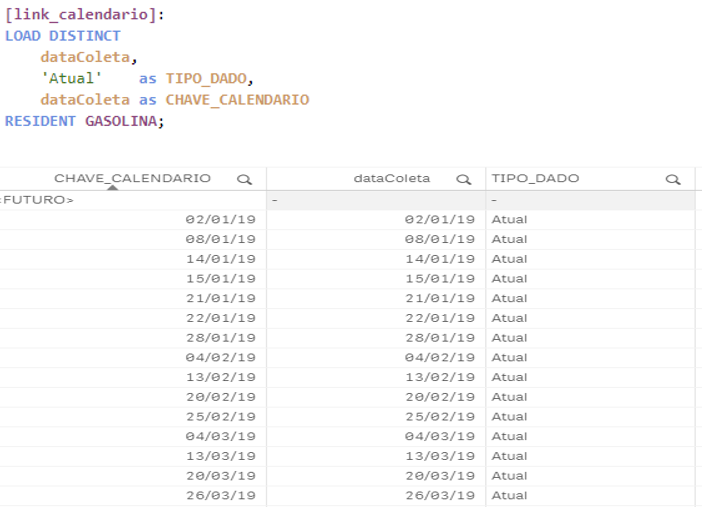 [link_calendario]:
LOAD DISTINCT
dataColeta,
'Atual' as TIPO_DADO,
dataColeta as CHAVE_CALENDARIO
RESIDENT GASOLINA;
CHAVE_CALENDARIO dataColeta TIPO_DADO
<FUTURO> - -
02/01/19 02/01/19 Atual
08/01/19 08/01/19 Atual
14/01/19 14/01/19 Atual
15/01/19 15/01/19 Atual
21/01/19 21/01/19 Atual
22/01/19 22/01/19 Atual
28/01/19 28/01/19 Atual
04/02/19 04/02/19 Atual
13/02/19 13/02/19 Atual
20/02/19 20/02/19 Atual
25/02/19 25/02/19 Atual
04/03/19 04/03/19 Atual
13/03/19 13/03/19 Atual
20/03/19 20/03/19 Atual
26/03/19 26/03/19 Atual